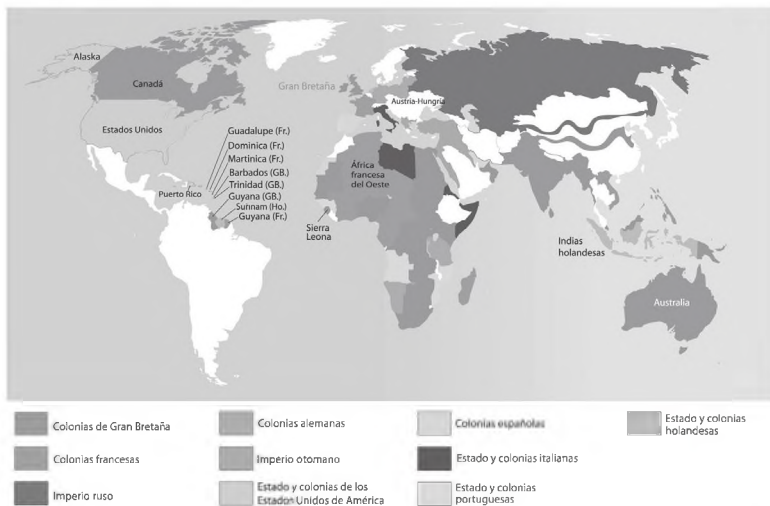 Alaska
Canadá
Gran Bretaña
Austria-Hungría
Estados Unidos
Guadalupe (Fr.)
Dominica (Fr.)
Martinica (Fr.)
Barbados (GB.)
Puerto Rico
Trinidad (GB.)
Guyana (GB.)
Sunnam (Ho.)
Guyana (Fr.)
África
francesa
del Oeste
Sierra
Leona
Indias
holandesas
Australia
Colonias de Gran Bretaña
Colonias alemanas
Colonias españolas
Estado y colonias
holandesas
Colonias francesas
Imperio otomano
Estado y colonias italianas
Imperio ruso
Estado y colonias de los
Estadon Unidos de América
Estado y colonias
portuguesas